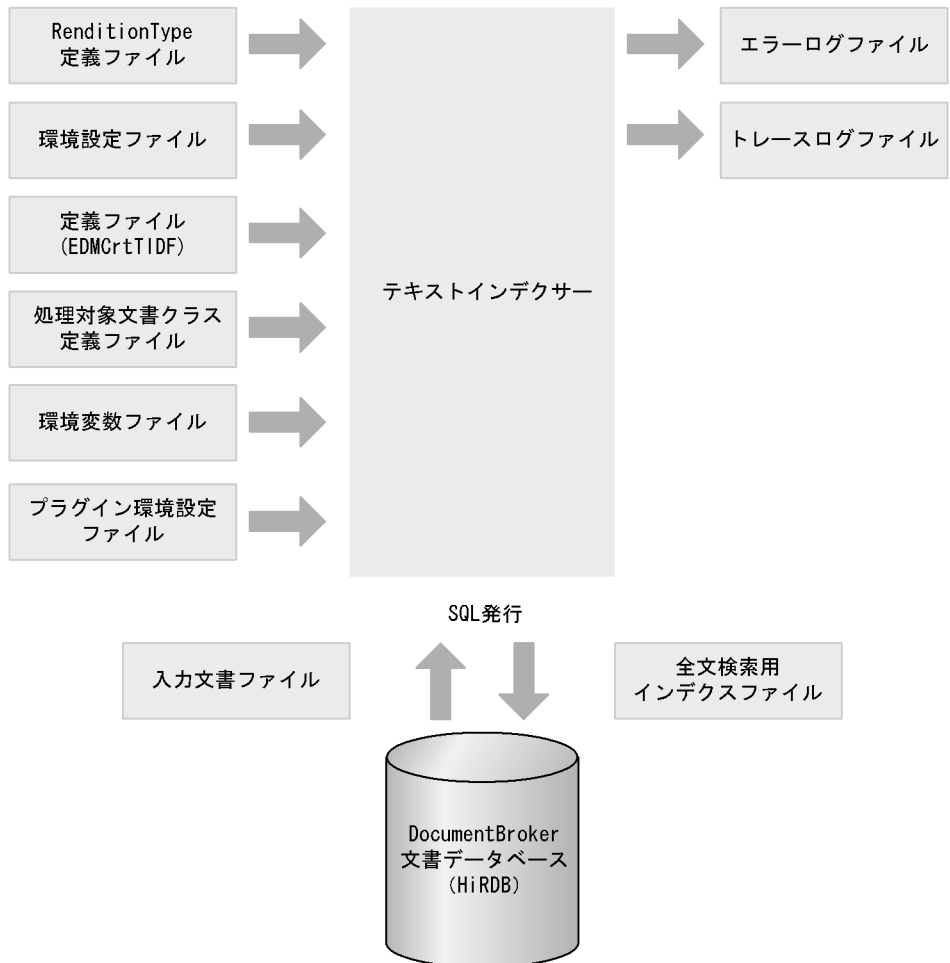 RenditionType
定義ファイル
環境設定ファイル
定義ファイル
(EDMCrtTIDF)
処理対象文書クラス
定義ファイル
環境変数ファイル
プラグイン環境設定
ファイル
テキストインデクサー
エラーログファイル
トレースログファイル
SQL発行
入力文書ファイル
全文検索用
インデクスファイル
DocumentBroker
文書データベース
(HiRDB)